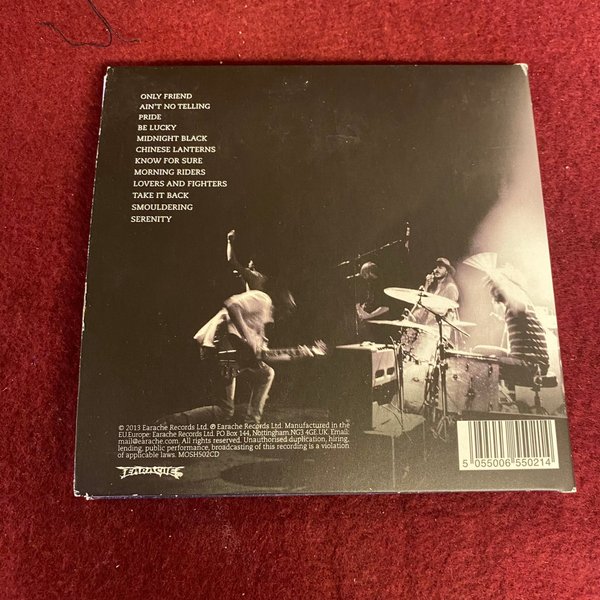 ONLY FRIEND
AIN'T NO TELLING
PRIDE
BE LUCKY
MIDNIGHT BLACK
CHINESE LANTERNS
KNOW FOR SURE
MORNING RIDERS
LOVERS AND FIGHTERS
TAKE IT BACK
SMOULDERING
SERENITY
© 2013 Earache Records Ltd. ℗ Earache Records Ltd. Manufactured in the
EU.Europe: Earache Records Ltd. PO Box 144, Nottingham.NG3 4GE.UK. Email:
mail@earache.com. All rights reserved. Unauthorised duplication, hiring,
lending, public performance, broadcasting of this recording is a violation
of applicable laws. MOSH502CD
EARACHE
5 055006 550214